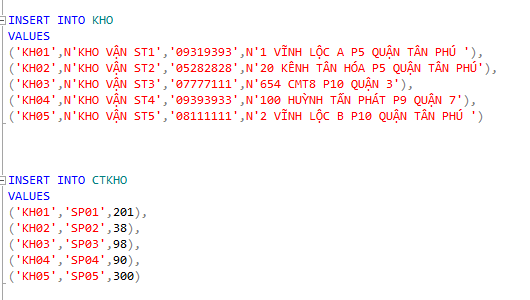 INSERT INTO KHO
VALUES
('KH01',N'KHO VẬN ST1','09319393',N'1 VĨNH LỘC A P5 QUẬN TÂN PHÚ '),
('KH02',N'KHO VẬN ST2','05282828',N'20 KÊNH TÂN HÓA P5 QUẬN TÂN PHÚ'),
('KH03',N'KHO VẬN ST3','07777111',N'654 CMT8 P10 QUẬN 3'),
('KH04',N'KHO VẬN ST4','09393933',N'100 HUỲNH TẤN PHÁT P9 QUẬN 7'),
('KH05',N'KHO VẬN ST5','08111111',N'2 VĨNH LỘC B P10 QUẬN TÂN PHÚ ')
INSERT INTO CTKHO
VALUES
('KH01','SP01',201),
('KH02','SP02',38),
('KH03','SP03',98),
('KH04','SP04',90),
('KH05','SP05',300)